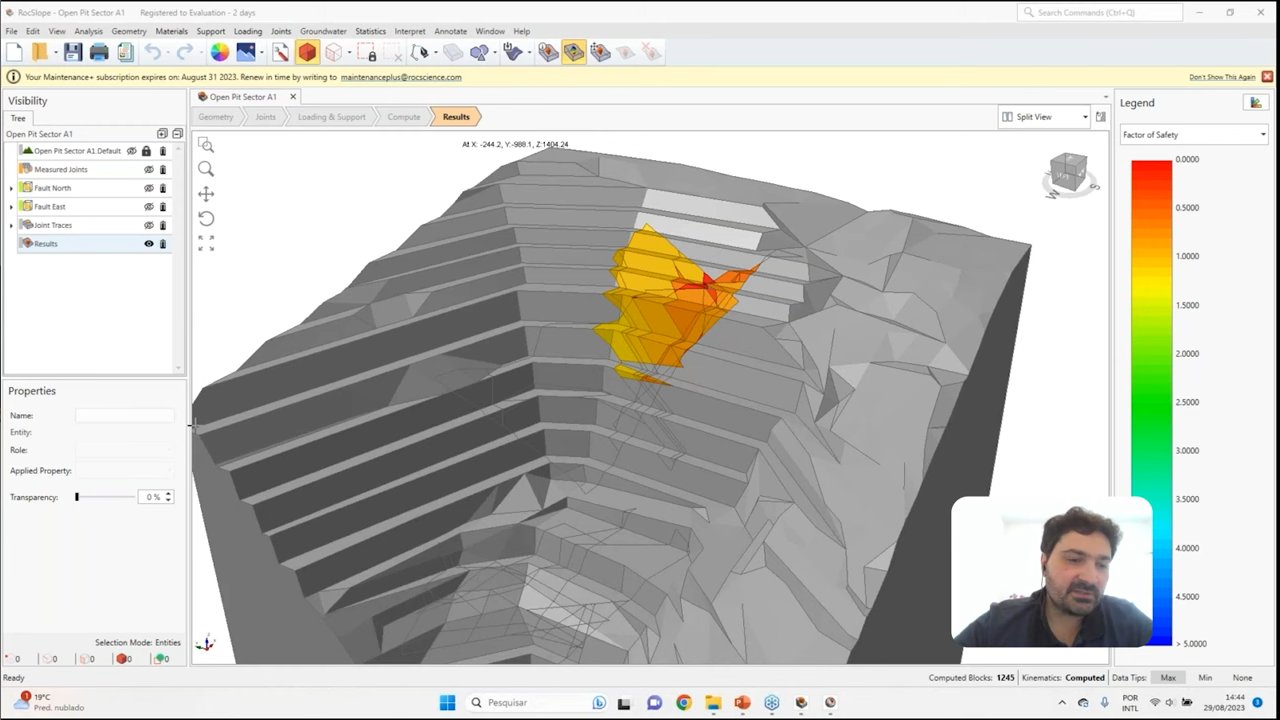 RocSlope - Open Pit Sector A1
Registered to Evaluation - 2 days
Search Commands (Ctrl+Q)
File Edit View Analysis Geometry Materials Support Loading Joints Groundwater Statistics Interpret Annotate Window Help
Your Maintenance+ subscription expires on: August 31 2023. Renew in time by writing to maintenanceplus@rocscience.com
Don't Show This Again
Visibility
Tree
Open Pit Sector A1
Open Pit Sector A1.Default
Measured Joints
Fault North
Fault East
Joint Traces
Results
Properties
Name:
Entity:
Role:
Applied Property:
Transparency:
0 %
Selection Mode: Entities
0 0 0 0 0
Ready
Open Pit Sector A1
Geometry Joints Loading & Support Compute Results
Split View
At X: -244.2, Y:-988.1, Z:1404.24
W
S
Legend
Factor of Safety
0.0000
0.5000
1.0000
1.5000
2.0000
2.5000
3.0000
3.5000
4.0000
4.5000
> 5.0000
Computed Blocks: 1245 Kinematics: Computed Data Tips: Max Min None
1
19°C
Pred. nublado
Pesquisar
POR
INTL
14:44
29/08/2023
3